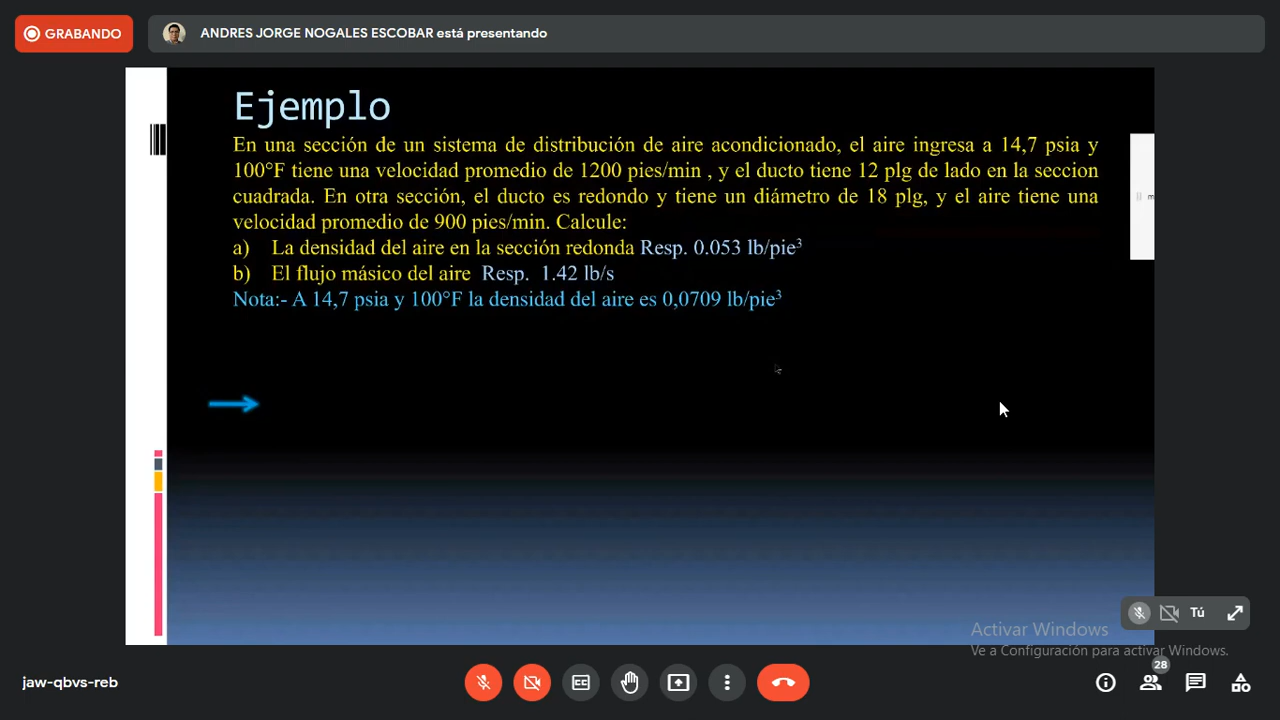 GRABANDO
ANDRES JORGE NOGALES ESCOBAR está presentando
Ejemplo
En una sección de un sistema de distribución de aire acondicionado, el aire ingresa a 14,7 psia y
100°F tiene una velocidad promedio de 1200 pies/min , y el ducto tiene 12 plg de lado en la seccion
cuadrada. En otra sección, el ducto es redondo y tiene un diámetro de 18 plg, y el aire tiene una
velocidad promedio de 900 pies/min. Calcule:
a) La densidad del aire en la sección redonda Resp. 0.053 lb/pie³
b) El flujo másico del aire Resp. 1.42 lb/s
Nota:- A 14,7 psia y 100°F la densidad del aire es 0,0709 lb/pie³
Tú
Activar Windows
Ve a Configuración para activar Windows.
jaw-qbvs-reb
CC
28